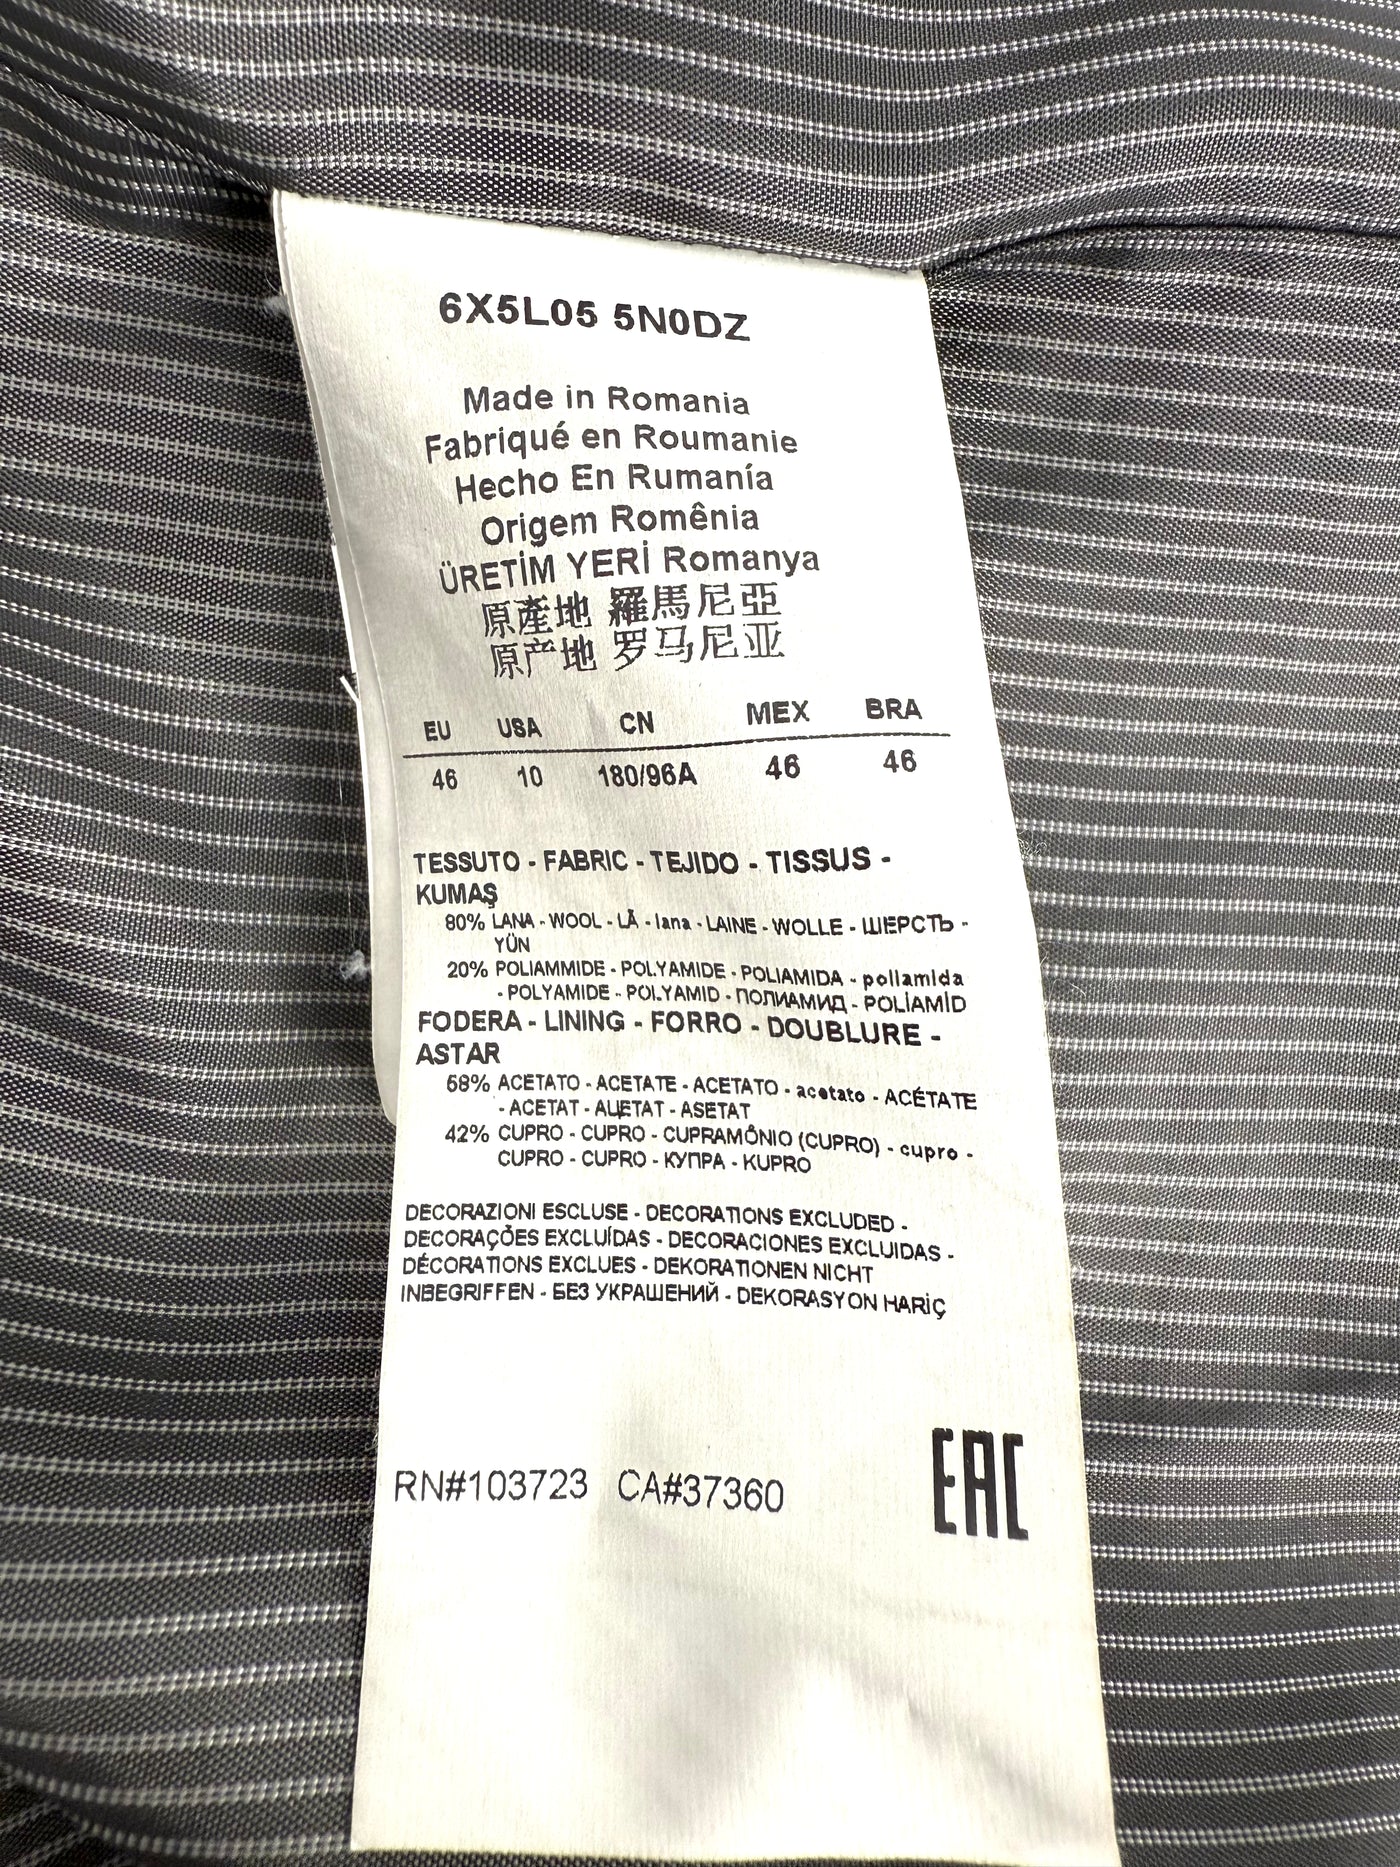 6X5L05 5N0DZ
Made in Romania
Fabriqué en Roumanie
Hecho En Rumanía
Origem Romênia
ÜRETİM YERİ Romanya
原產地 羅馬尼亞
原产地 罗马尼亚
EU USA CN MEX BRA
46 10 180/96A 46 46
TESSUTO - FABRIC - TEJIDO - TISSUS -
KUMAŞ
80% LANA - WOOL - LÃ - lana - LAINE - WOLLE - ШЕРСТЬ -
YÜN
20% POLIAMMIDE - POLYAMIDE - POLIAMIDA - poliamida
- POLYAMIDE - POLYAMID - ПОЛИАМИД - POLİAMİD
FODERA - LINING - FORRO - DOUBLURE -
ASTAR
58% ACETATO - ACETATE - ACETATO - acetato - ACÉTATE
- ACETAT - АЦЕТАТ - ASETAT
42% CUPRO - CUPRO - CUPRAMÔNIO (CUPRO) - cupro -
CUPRO - CUPRO - КУПРА - KUPRO
DECORAZIONI ESCLUSE - DECORATIONS EXCLUDED -
DECORAÇÕES EXCLUÍDAS - DECORACIONES EXCLUIDAS -
DÉCORATIONS EXCLUES - DEKORATIONEN NICHT
INBEGRIFFEN - БЕЗ УКРАШЕНИЙ - DEKORASYON HARİÇ
RN#103723 CA#37360
EAC